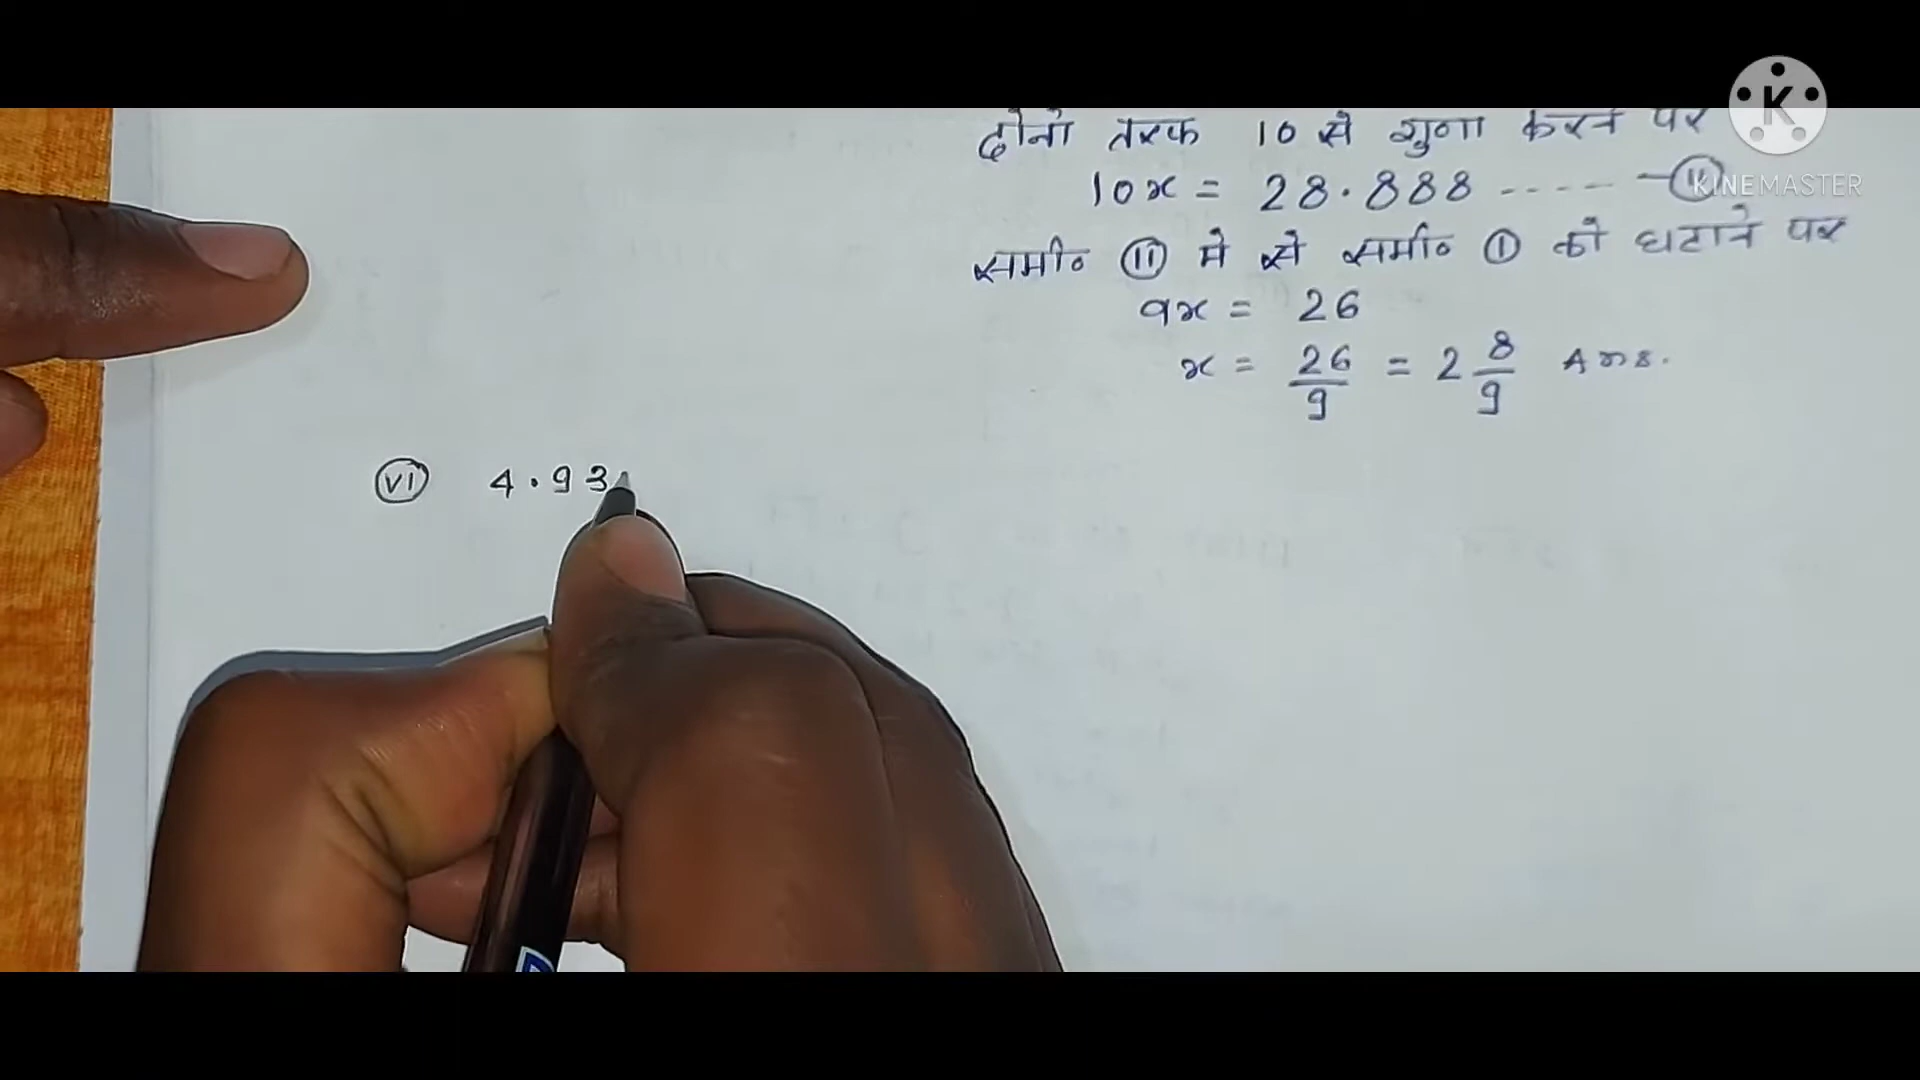 दोनो तरफ 10 से गुना करने पर
10x = 28.888 ---- - (ii)
KINEMASTER
समी० (ii) मे से समी० (i) को घटाने पर
9x = 26
x = 26/9 = 2 8/9 Ans.
(vi) 4.93